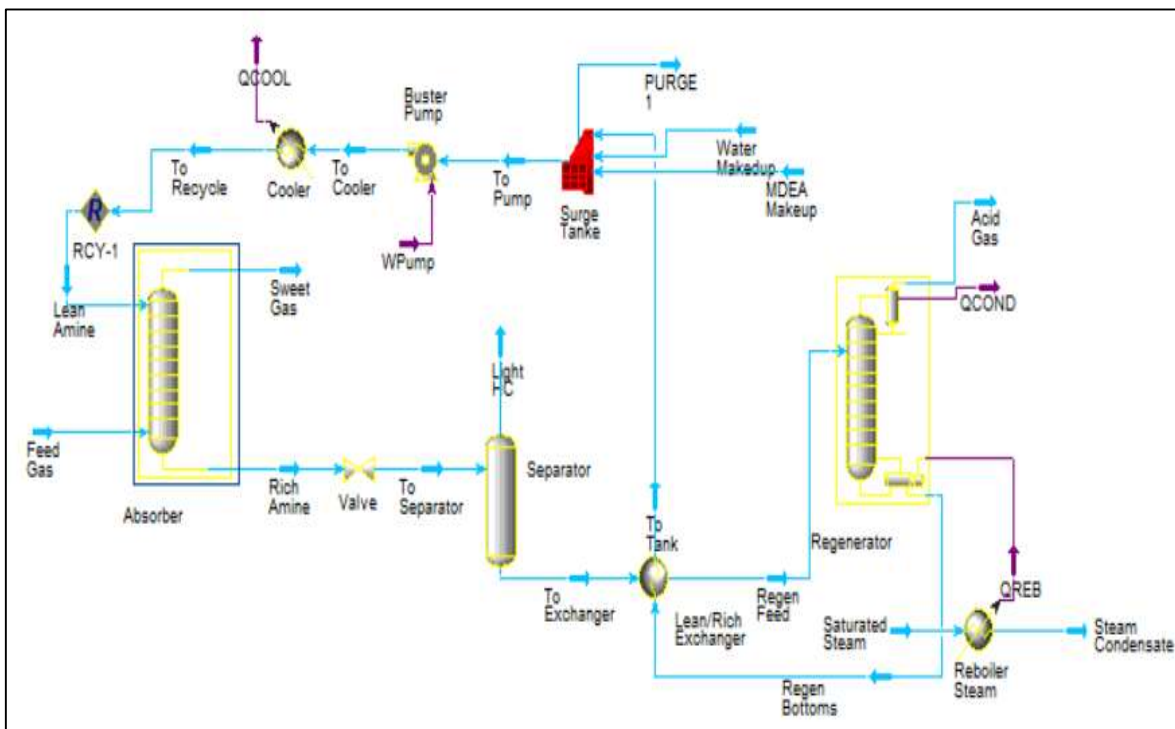 QCOOL
Buster
Pump
PURGE
1
To
Recycle
Cooler
To
Cooler
To
Pump
Surge
Tanke
Water
Makedup
MDEA
Makeup
Acid
Gas
RCY-1
WPump
QCOND
Lean
Amine
Sweet
Gas
Light
HC
Feed
Gas
Rich
Amine
Valve
To
Separator
Separator
Absorber
To
Tank
Regenerator
To
Exchanger
Lean/Rich
Exchanger
Regen
Feed
QREB
Saturated
Steam
Steam
Condensate
Reboiler
Steam
Regen
Bottoms
R